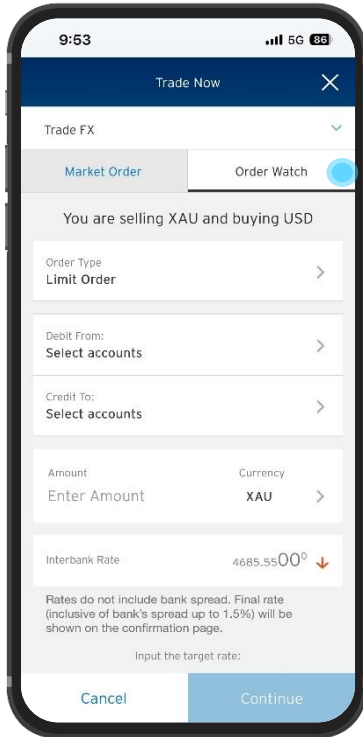 9:53 5G 86
Trade Now
Trade FX
Market Order Order Watch
You are selling XAU and buying USD
Order Type
Limit Order
Debit From:
Select accounts
Credit To:
Select accounts
Amount Currency
Enter Amount XAU
Interbank Rate 4685.5500⁰
Rates do not include bank spread. Final rate
(inclusive of bank's spread up to 1.5%) will be
shown on the confirmation page.
Input the target rate:
Cancel Continue